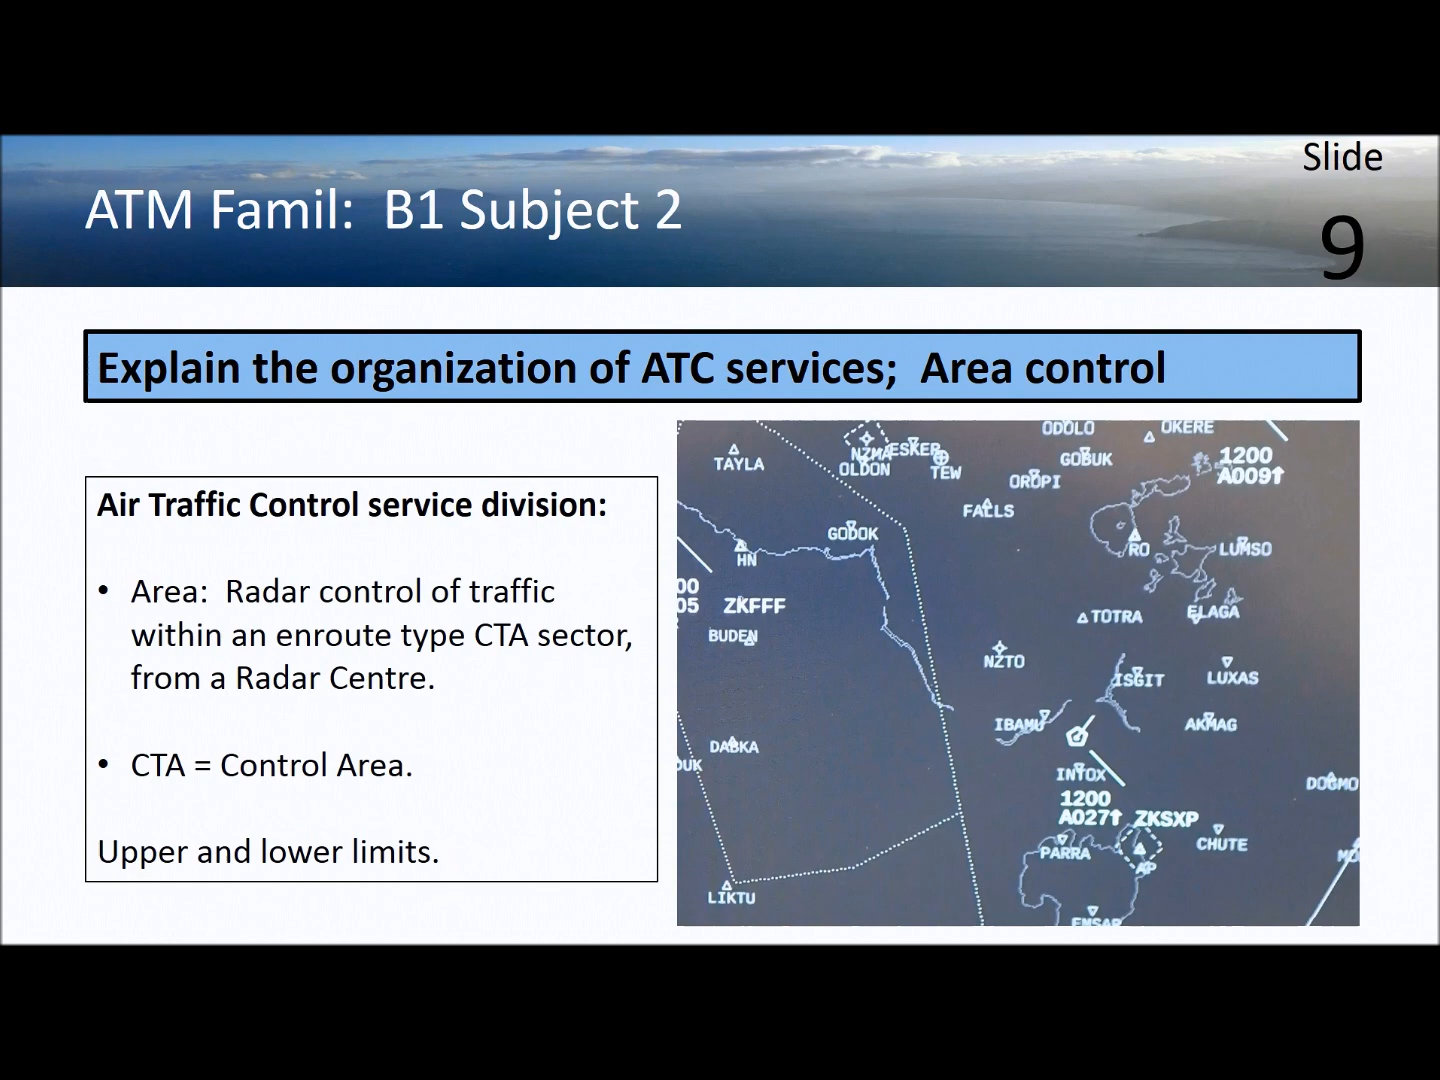 Slide
9
ATM Famil:  B1 Subject 2
Explain the organization of ATC services;  Area control
Air Traffic Control service division:
• Area:  Radar control of traffic
within an enroute type CTA sector,
from a Radar Centre.
• CTA = Control Area.
Upper and lower limits.
ODOLO
OKERE
TAYLA
NZMA
ESKER
OLDON
TEW
GOBUK
1200
A009↑
OROPI
FALLS
GODOK
HN
RO
LUMSO
00
05
ZKFFF
BUDEN
TOTRA
ELAGA
NZTO
ISGIT
LUXAS
IBAMU
AKMAG
DABKA
DUK
INTOX
DOGMO
1200
A027↑
ZKSXP
PARRA
AP
CHUTE
LIKTU